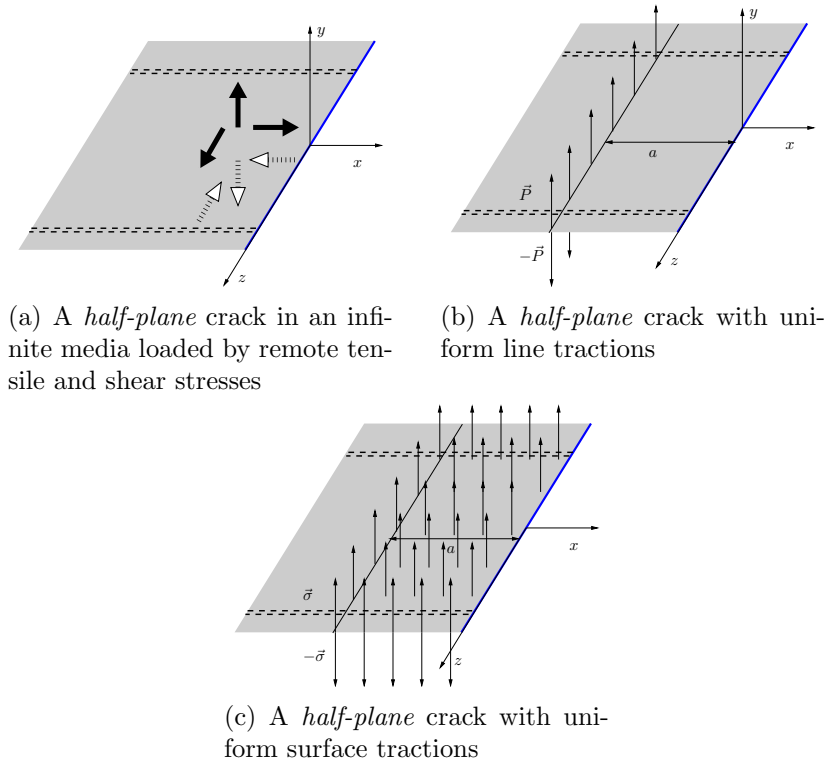 y
x
z
(a) A half-plane crack in an infi-
nite media loaded by remote ten-
sile and shear stresses
y
a
x
P⃗
−P⃗
z
(b) A half-plane crack with uni-
form line tractions
a
x
σ⃗
−σ⃗
z
(c) A half-plane crack with uni-
form surface tractions